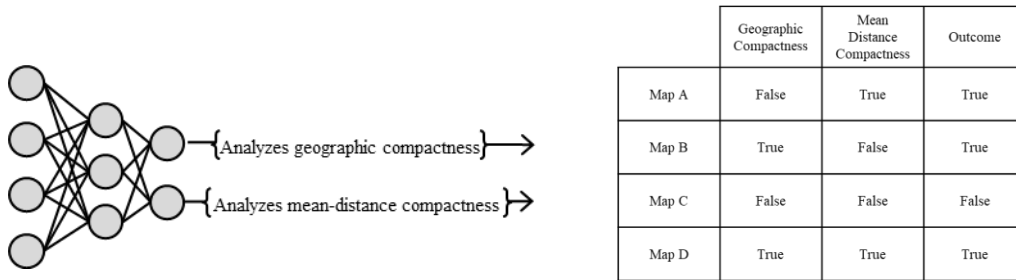 {Analyzes geographic compactness}
{Analyzes mean-distance compactness}
Geographic
Compactness
Mean
Distance
Compactness
Outcome
Map A False True True
Map B True False True
Map C False False False
Map D True True True